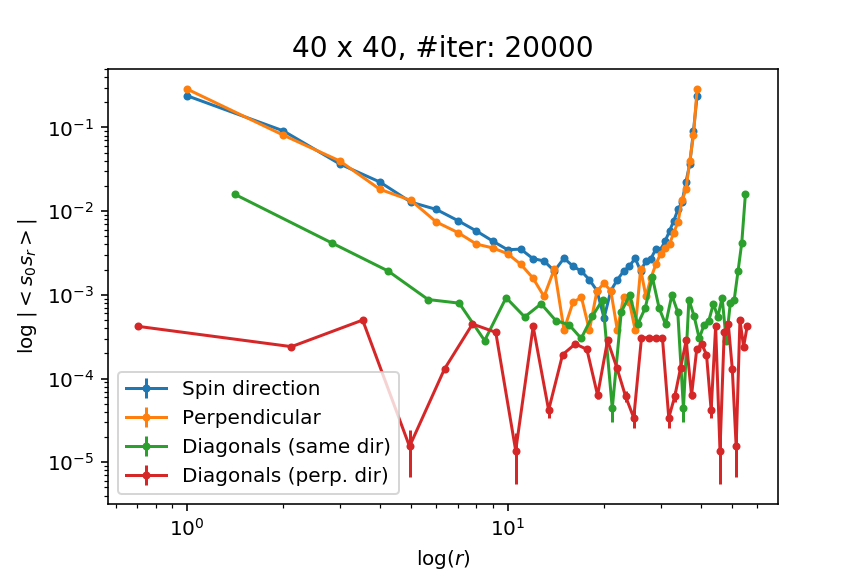 40 x 40, #iter: 20000
log | < s₀sᵣ > |
10⁻¹
10⁻²
10⁻³
10⁻⁴
10⁻⁵
Spin direction
Perpendicular
Diagonals (same dir)
Diagonals (perp. dir)
10⁰
10¹
log(r)